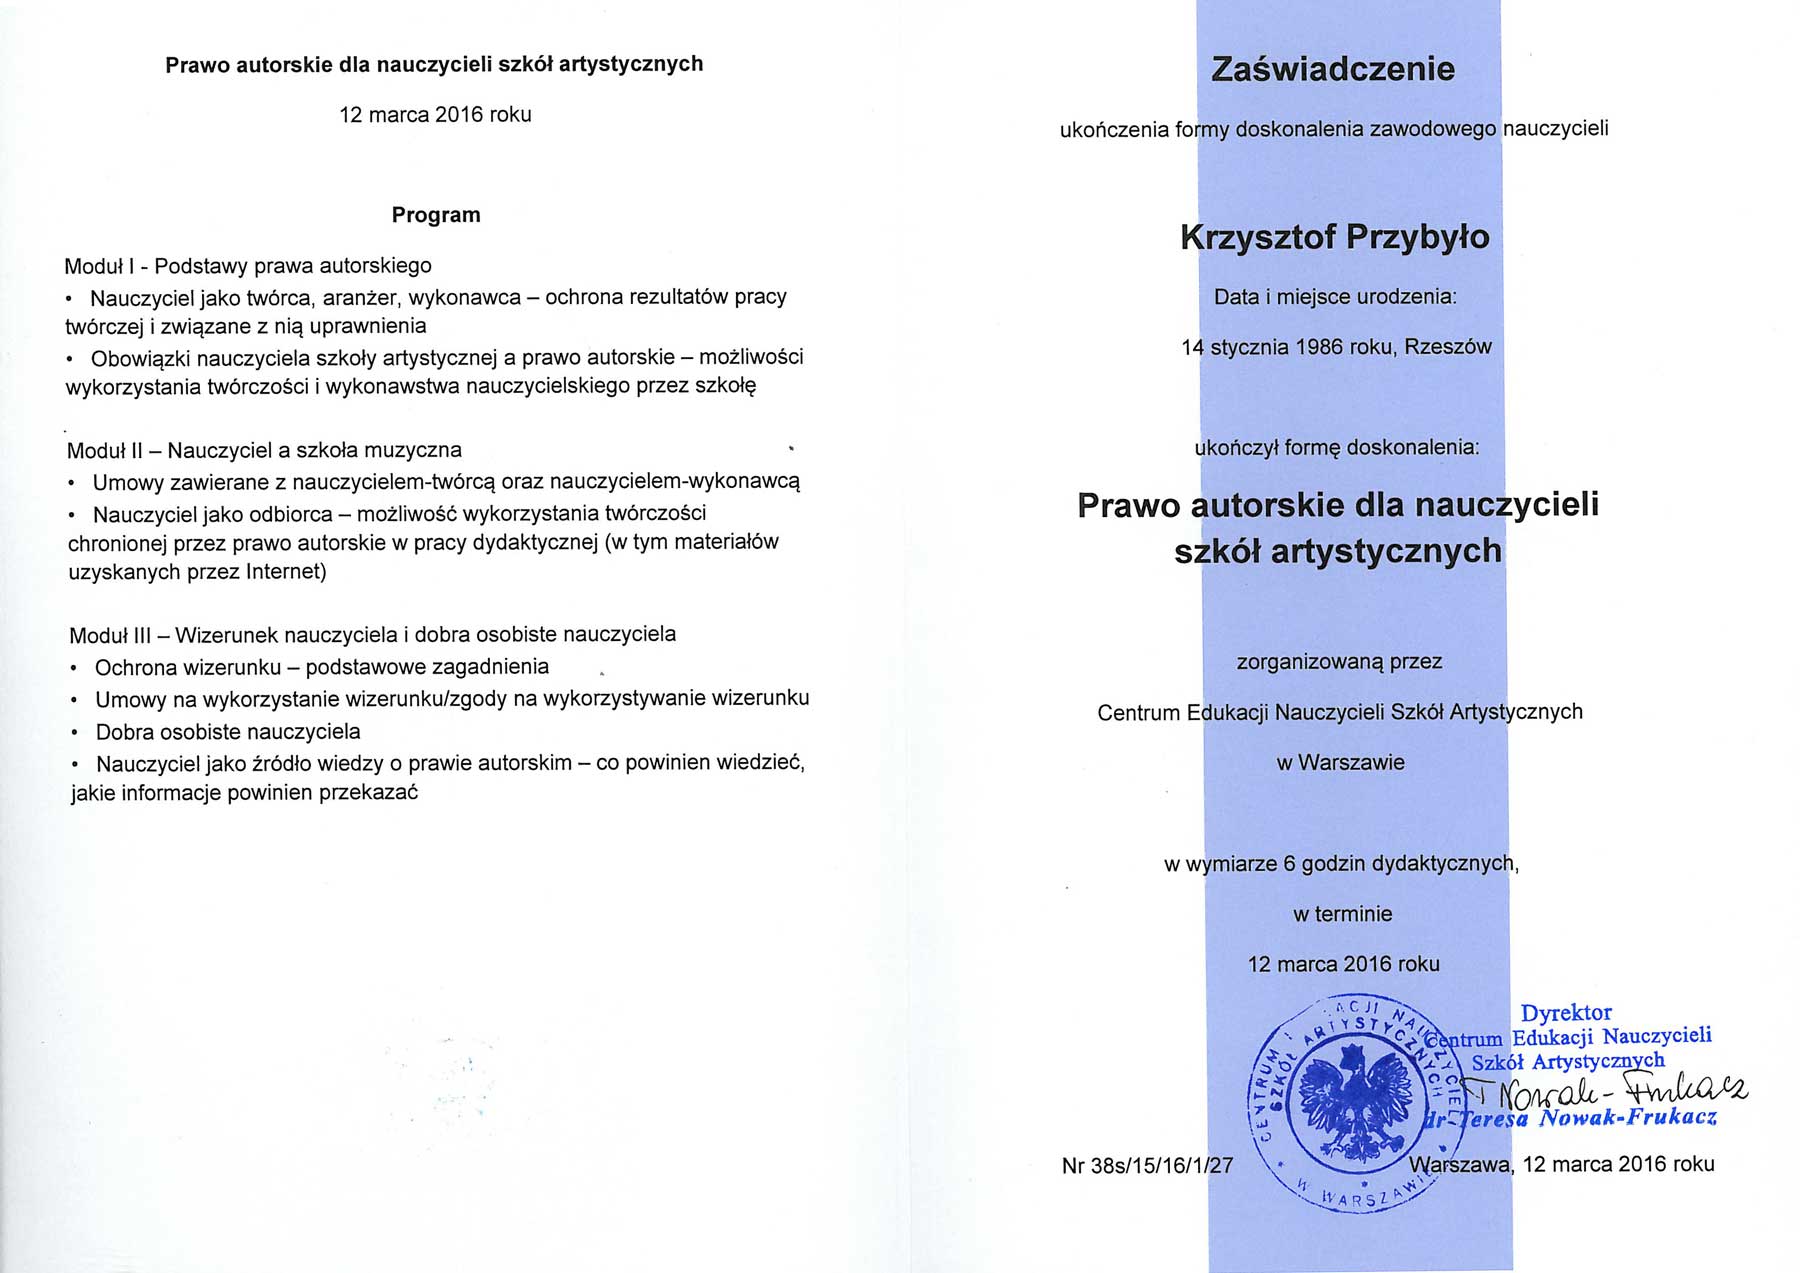 Prawo autorskie dla nauczycieli szkół artystycznych
12 marca 2016 roku
Program
Moduł I - Podstawy prawa autorskiego
• Nauczyciel jako twórca, aranżer, wykonawca – ochrona rezultatów pracy
twórczej i związane z nią uprawnienia
• Obowiązki nauczyciela szkoły artystycznej a prawo autorskie – możliwości
wykorzystania twórczości i wykonawstwa nauczycielskiego przez szkołę
Moduł II – Nauczyciel a szkoła muzyczna
• Umowy zawierane z nauczycielem-twórcą oraz nauczycielem-wykonawcą
• Nauczyciel jako odbiorca – możliwość wykorzystania twórczości
chronionej przez prawo autorskie w pracy dydaktycznej (w tym materiałów
uzyskanych przez Internet)
Moduł III – Wizerunek nauczyciela i dobra osobiste nauczyciela
• Ochrona wizerunku – podstawowe zagadnienia
• Umowy na wykorzystanie wizerunku/zgody na wykorzystywanie wizerunku
• Dobra osobiste nauczyciela
• Nauczyciel jako źródło wiedzy o prawie autorskim – co powinien wiedzieć,
jakie informacje powinien przekazać
Zaświadczenie
ukończenia formy doskonalenia zawodowego nauczycieli
Krzysztof Przybyło
Data i miejsce urodzenia:
14 stycznia 1986 roku, Rzeszów
ukończył formę doskonalenia:
Prawo autorskie dla nauczycieli
szkół artystycznych
zorganizowaną przez
Centrum Edukacji Nauczycieli Szkół Artystycznych
w Warszawie
w wymiarze 6 godzin dydaktycznych,
w terminie
12 marca 2016 roku
Dyrektor
Centrum Edukacji Nauczycieli
Szkół Artystycznych
T Nowak-Frukacz
dr Teresa Nowak-Frukacz
CENTRUM NAUCZYCIELI
SZKÓŁ ARTYSTYCZNYCH
* W WARSZAWIE *
Nr 38s/15/16/1/27
Warszawa, 12 marca 2016 roku